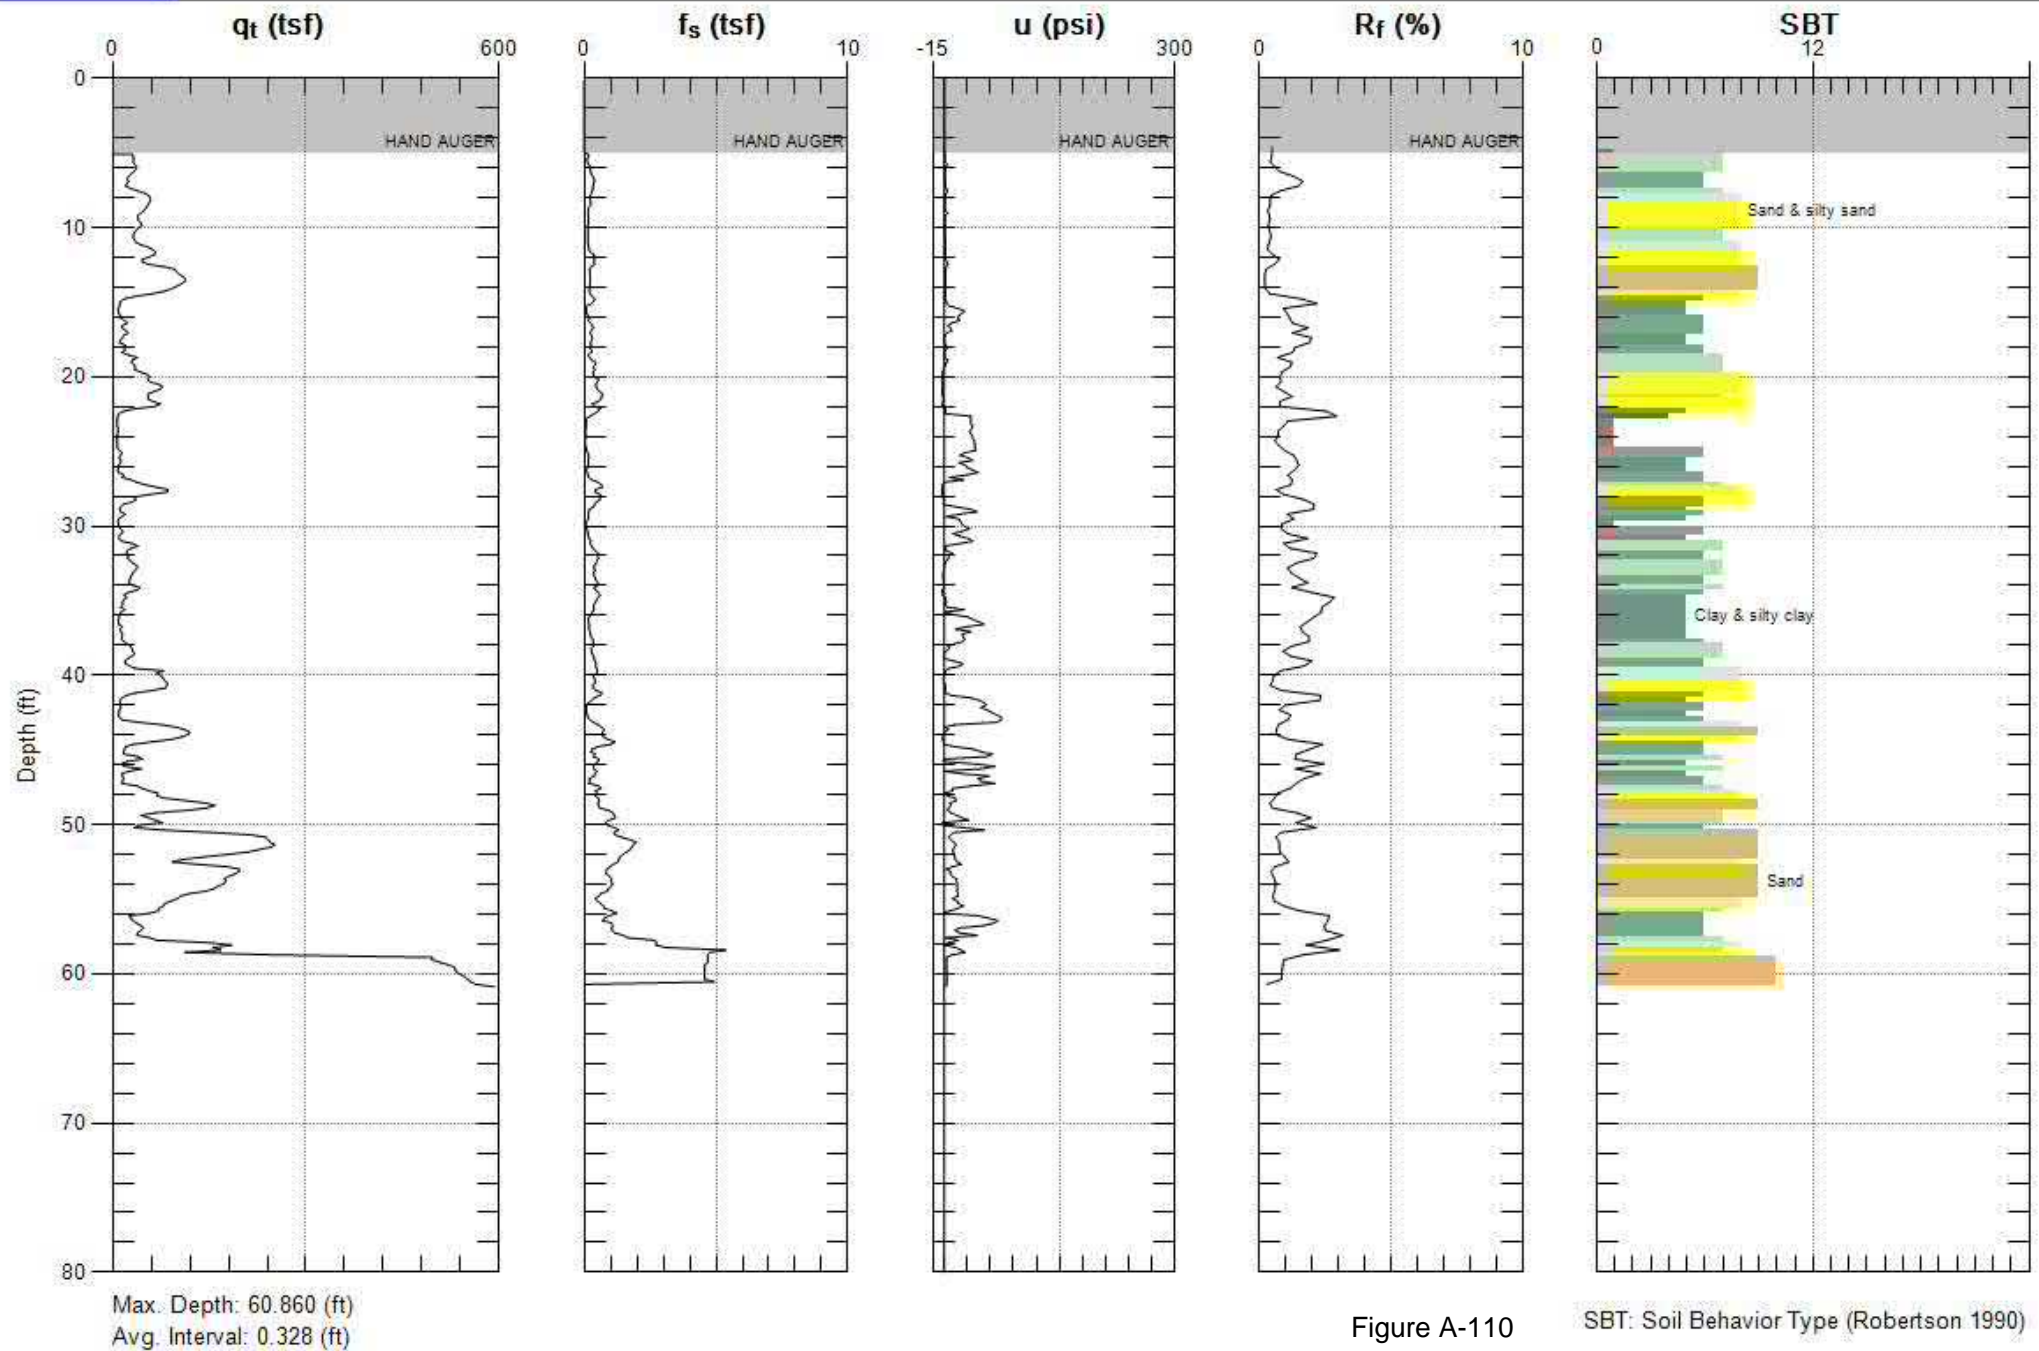 qt (tsf) fs (tsf) u (psi) Rf (%) SBT
0 600 0 10 -15 300 0 10 0 12
0
HAND AUGER HAND AUGER HAND AUGER HAND AUGER
Sand & silty sand
10
20
30
Clay & silty clay
40
Depth (ft)
50
Sand
60
70
80
Max. Depth: 60.860 (ft)
Avg. Interval: 0.328 (ft)
Figure A-110
SBT: Soil Behavior Type (Robertson 1990)